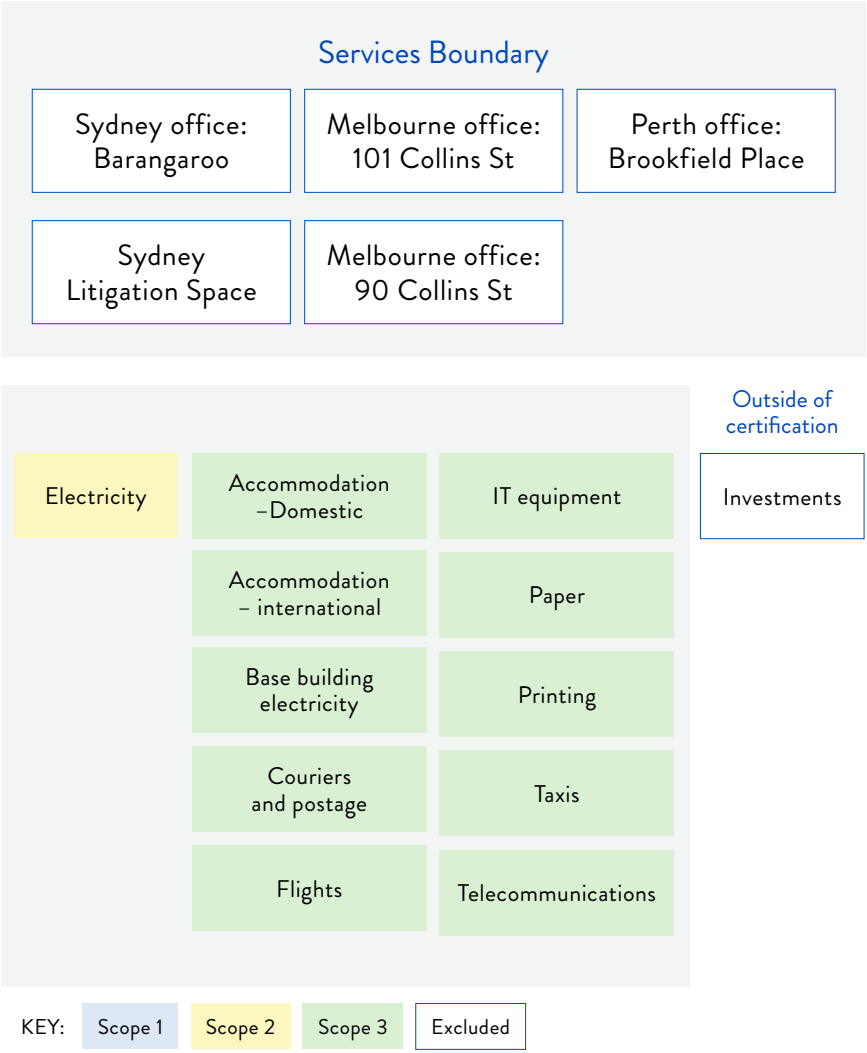 Services Boundary
Sydney office:
Barangaroo
Melbourne office:
101 Collins St
Perth office:
Brookfield Place
Sydney
Litigation Space
Melbourne office:
90 Collins St
Outside of
certification
Electricity
Accommodation
–Domestic
IT equipment
Investments
Accommodation
– international
Paper
Base building
electricity
Printing
Couriers
and postage
Taxis
Flights
Telecommunications
KEY:
Scope 1
Scope 2
Scope 3
Excluded